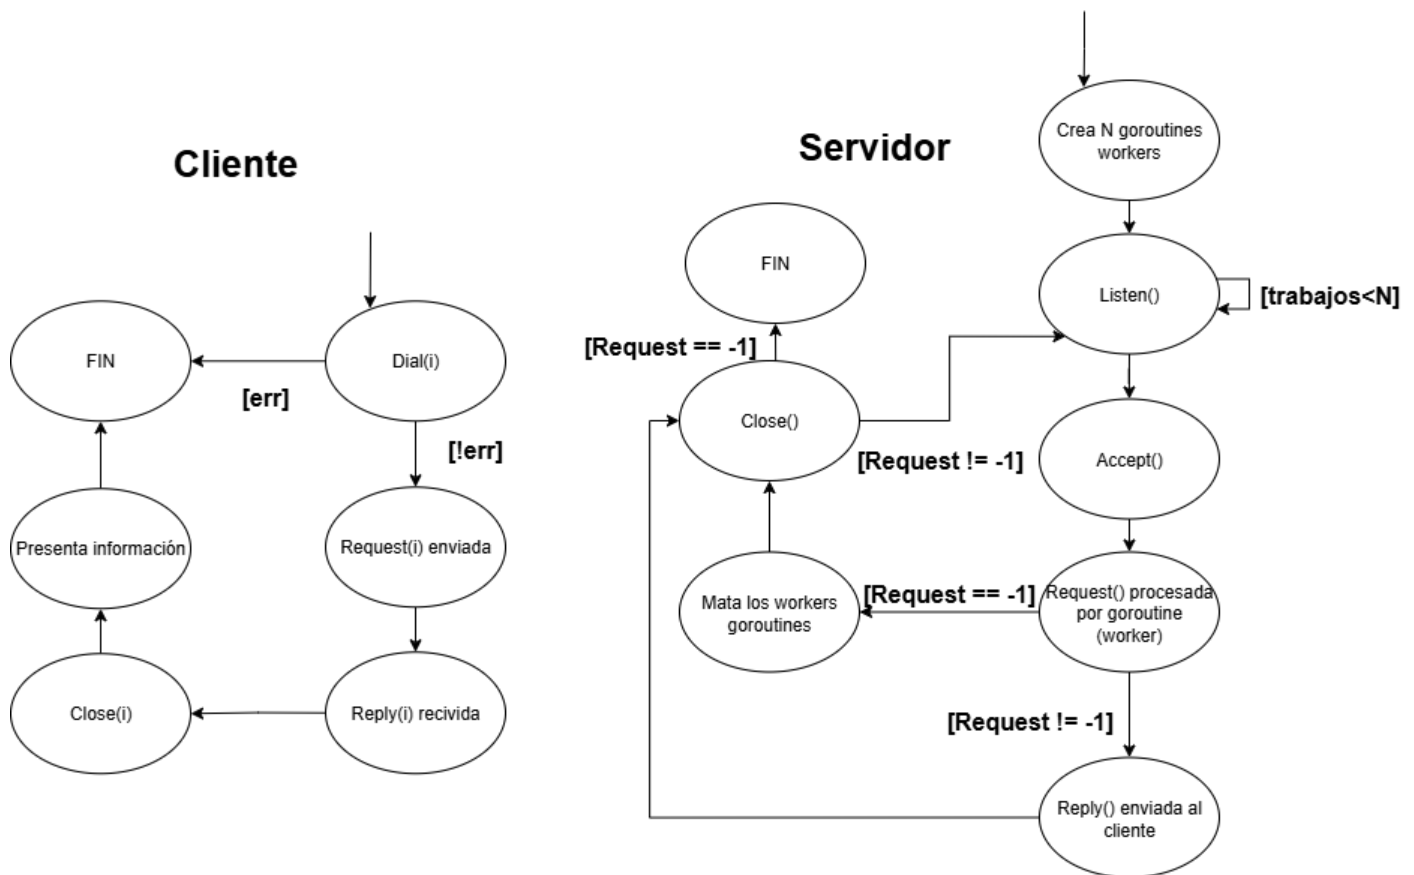 Cliente
FIN
Dial(i)
[err]
[!err]
Presenta información
Request(i) enviada
Close(i)
Reply(i) recivida
Servidor
Crea N goroutines
workers
FIN
Listen()
[trabajos<N]
[Request == -1]
Close()
[Request != -1]
Accept()
Mata los workers
goroutines
[Request == -1]
Request() procesada
por goroutine
(worker)
[Request != -1]
Reply() enviada al
cliente